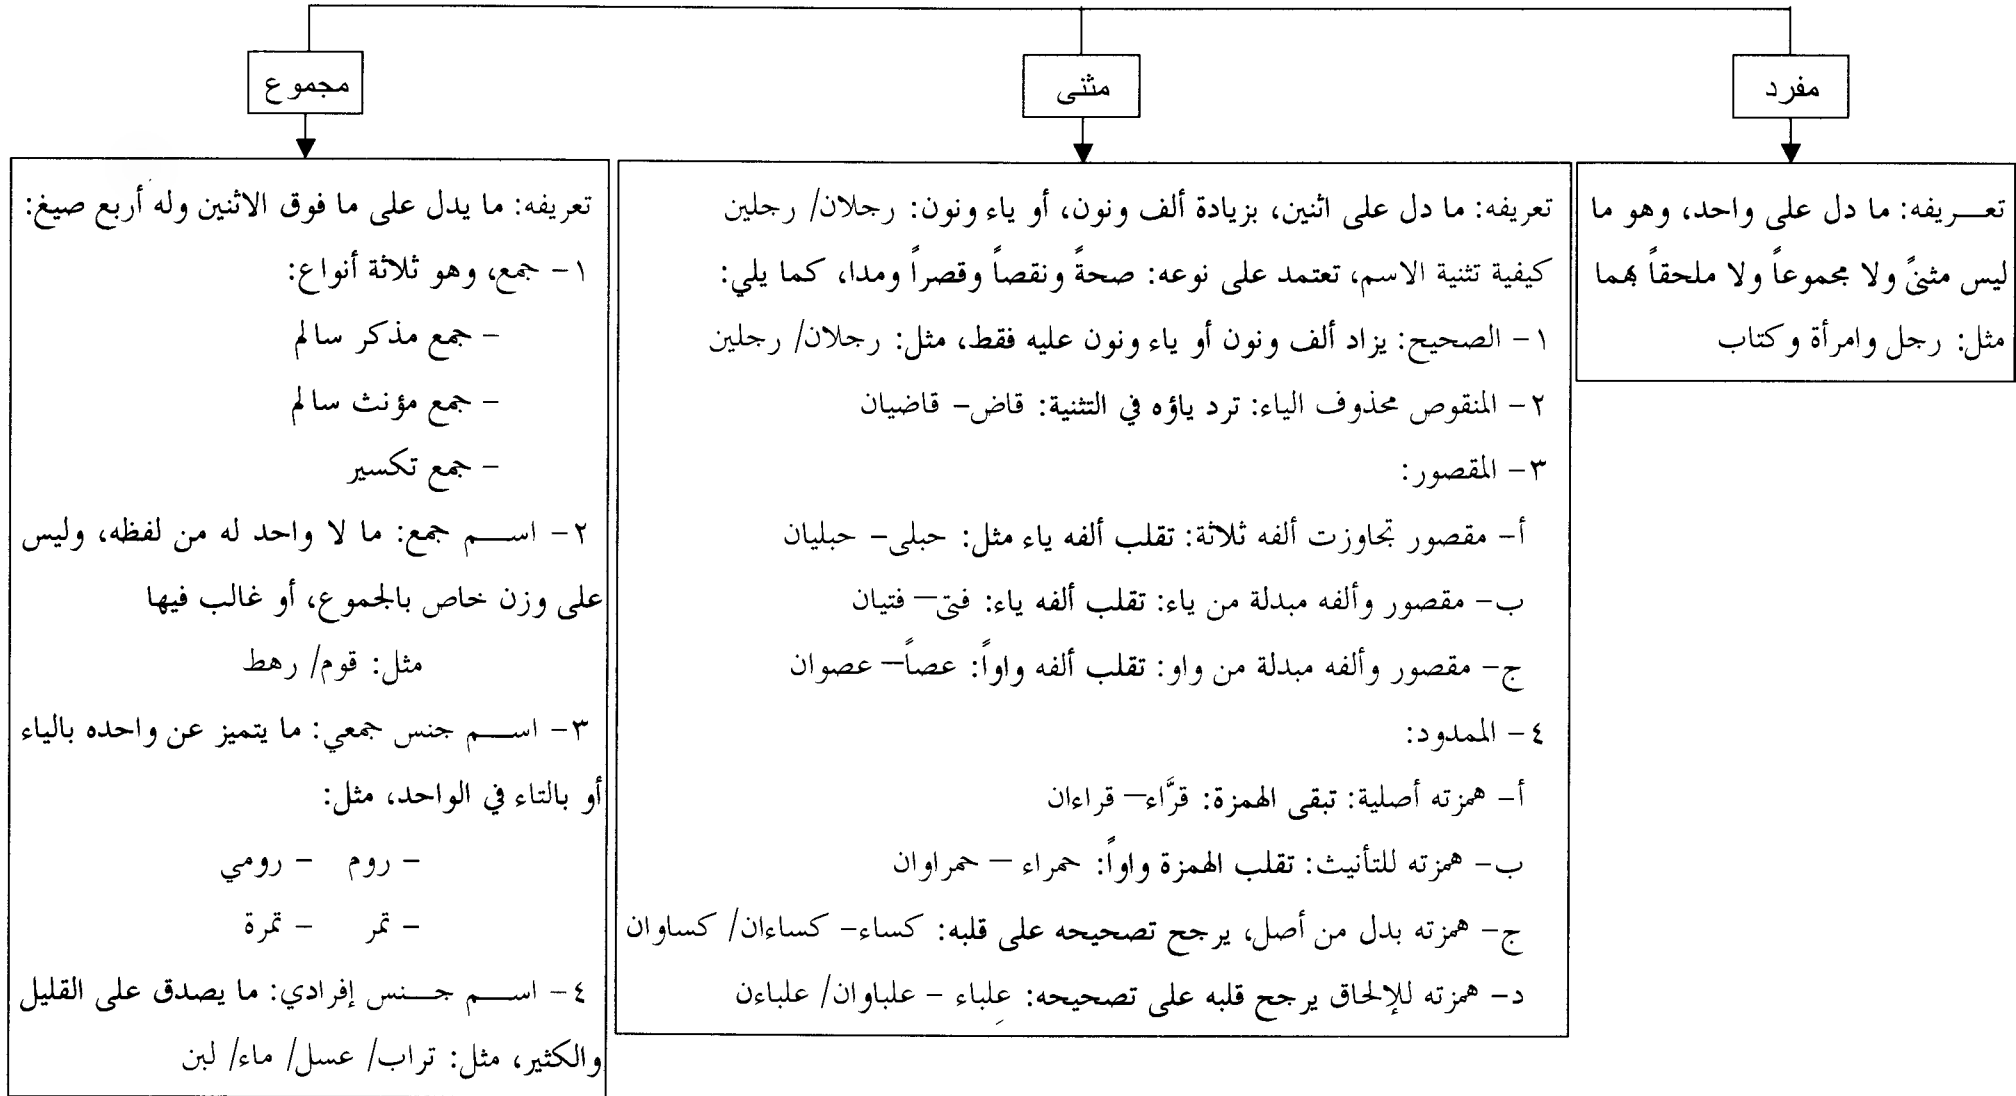 مفرد
تعـــريفه: ما دل على واحد، وهو ما
ليس مثنىً ولا مجموعاً ولا ملحقاً بهما
مثل: رجل وامرأة وكتاب
مثنى
تعريفه: ما دل على اثنين، بزيادة ألف ونون، أو ياء ونون: رجلان/ رجلين
كيفية تثنية الاسم، تعتمد على نوعه: صحةً ونقصاً وقصراً ومدا، كما يلي:
١- الصحيح: يزاد ألف ونون أو ياء ونون عليه فقط، مثل: رجلان/ رجلين
٢- المنقوص محذوف الياء: ترد ياؤه في التثنية: قاض- قاضيان
٣- المقصور:
أ- مقصور تجاوزت ألفه ثلاثة: تقلب ألفه ياء مثل: حبلى- حبليان
ب- مقصور وألفه مبدلة من ياء: تقلب ألفه ياء: فتى– فتيان
ج- مقصور وألفه مبدلة من واو: تقلب ألفه واواً: عصاً– عصوان
٤- الممدود:
أ- همزته أصلية: تبقى الهمزة: قرَّاء– قراءان
ب- همزته للتأنيث: تقلب الهمزة واواً: حمراء – حمراوان
ج- همزته بدل من أصل، يرجح تصحيحه على قلبه: كساء- كساءان/ كساوان
د- همزته للإلحاق يرجح قلبه على تصحيحه: علباء - علباوان/ علباءن
مجموع
تعريفه: ما يدل على ما فوق الاثنين وله أربع صيغ:
١- جمع، وهو ثلاثة أنواع:
- جمع مذكر سالم
- جمع مؤنث سالم
- جمع تكسير
٢- اســـم جمع: ما لا واحد له من لفظه، وليس
على وزن خاص بالجموع، أو غالب فيها
مثل: قوم/ رهط
٣- اســـم جنس جمعي: ما يتميز عن واحده بالياء
أو بالتاء في الواحد، مثل:
- روم - رومي
- تمر - تمرة
٤- اســـم جـــنس إفرادي: ما يصدق على القليل
والكثير، مثل: تراب/ عسل/ ماء/ لبن